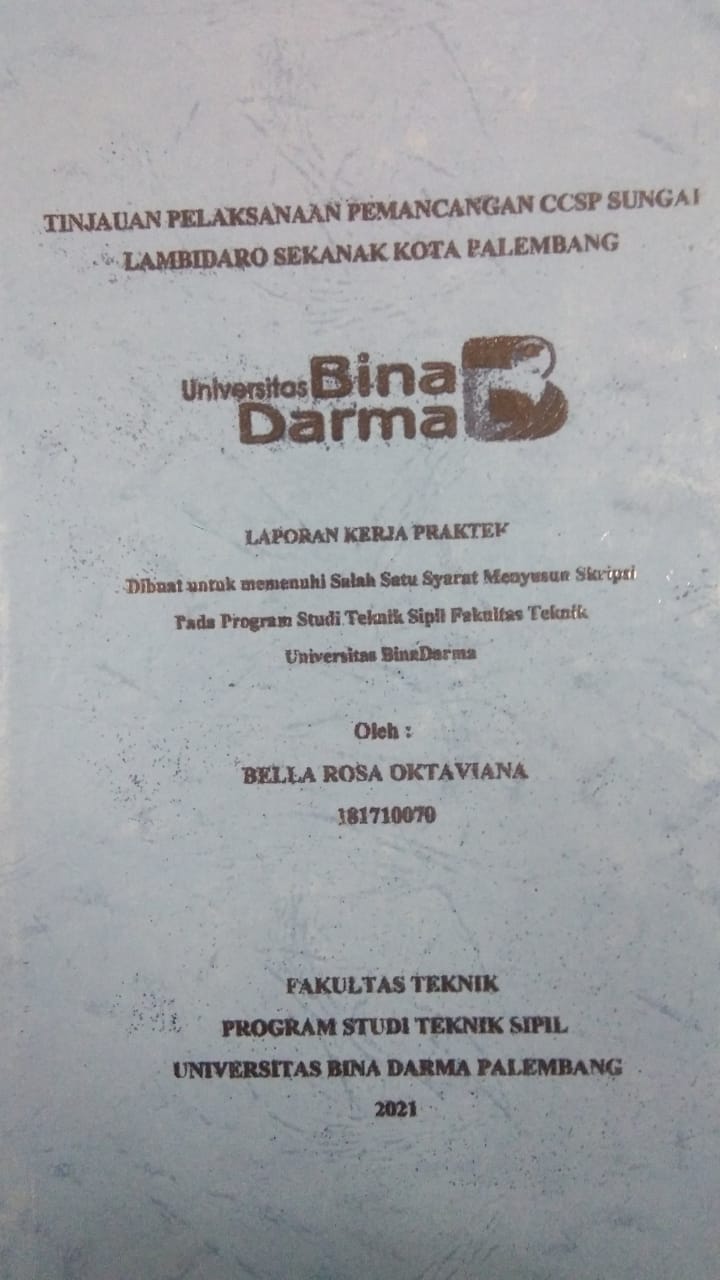 TINJAUAN PELAKSANAAN PEMANCANGAN CCSP SUNGAI
LAMBIDARO SEKANAK KOTA PALEMBANG
Universitas Bina
Darma
LAPORAN KERJA PRAKTEK
Dibuat untuk memenuhi Salah Satu Syarat Menyusun Skripsi
Pada Program Studi Teknik Sipil Fakultas Teknik
Universitas BinaDarma
Oleh :
BELLA ROSA OKTAVIANA
181710070
FAKULTAS TEKNIK
PROGRAM STUDI TEKNIK SIPIL
UNIVERSITAS BINA DARMA PALEMBANG
2021